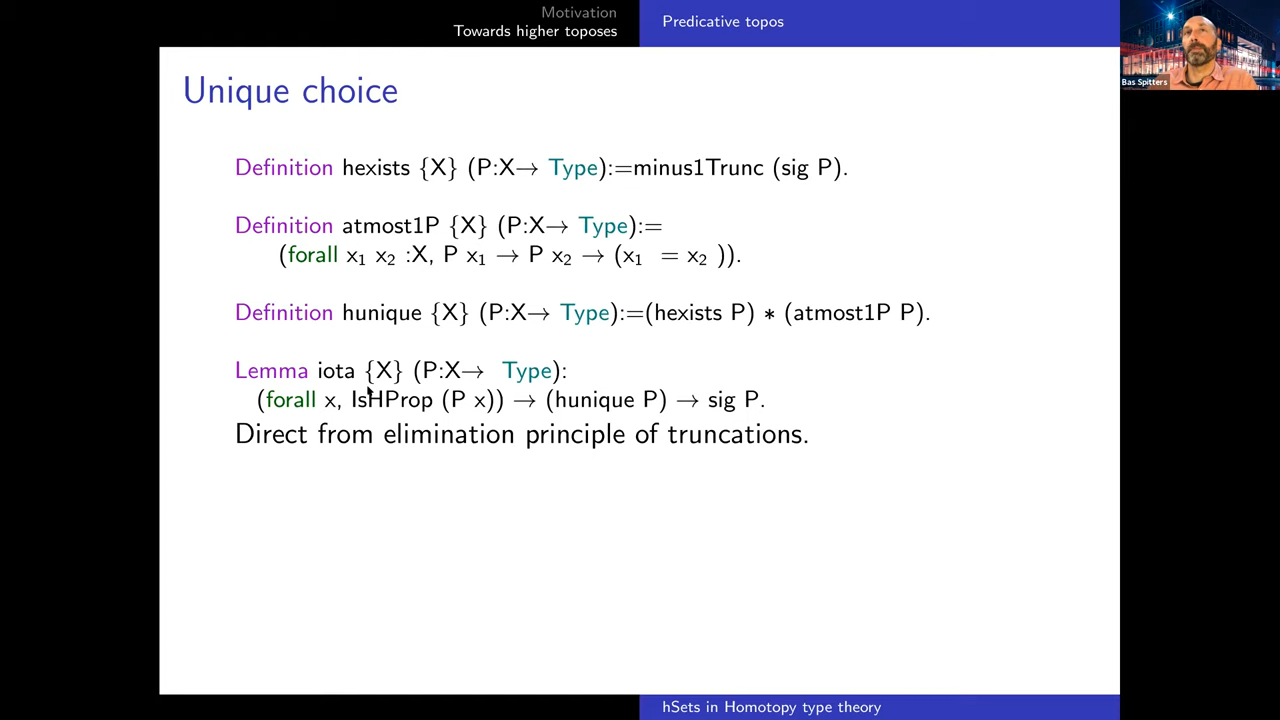 Motivation
Towards higher toposes
Predicative topos
Bas Spitters
Unique choice
Definition hexists {X} (P:X→ Type):=minus1Trunc (sig P).
Definition atmost1P {X} (P:X→ Type):=
(forall x₁ x₂ :X, P x₁ → P x₂ → (x₁ = x₂ )).
Definition hunique {X} (P:X→ Type):=(hexists P) ∗ (atmost1P P).
Lemma iota {X} (P:X→ Type):
(forall x, IsHProp (P x)) → (hunique P) → sig P.
Direct from elimination principle of truncations.
hSets in Homotopy type theory